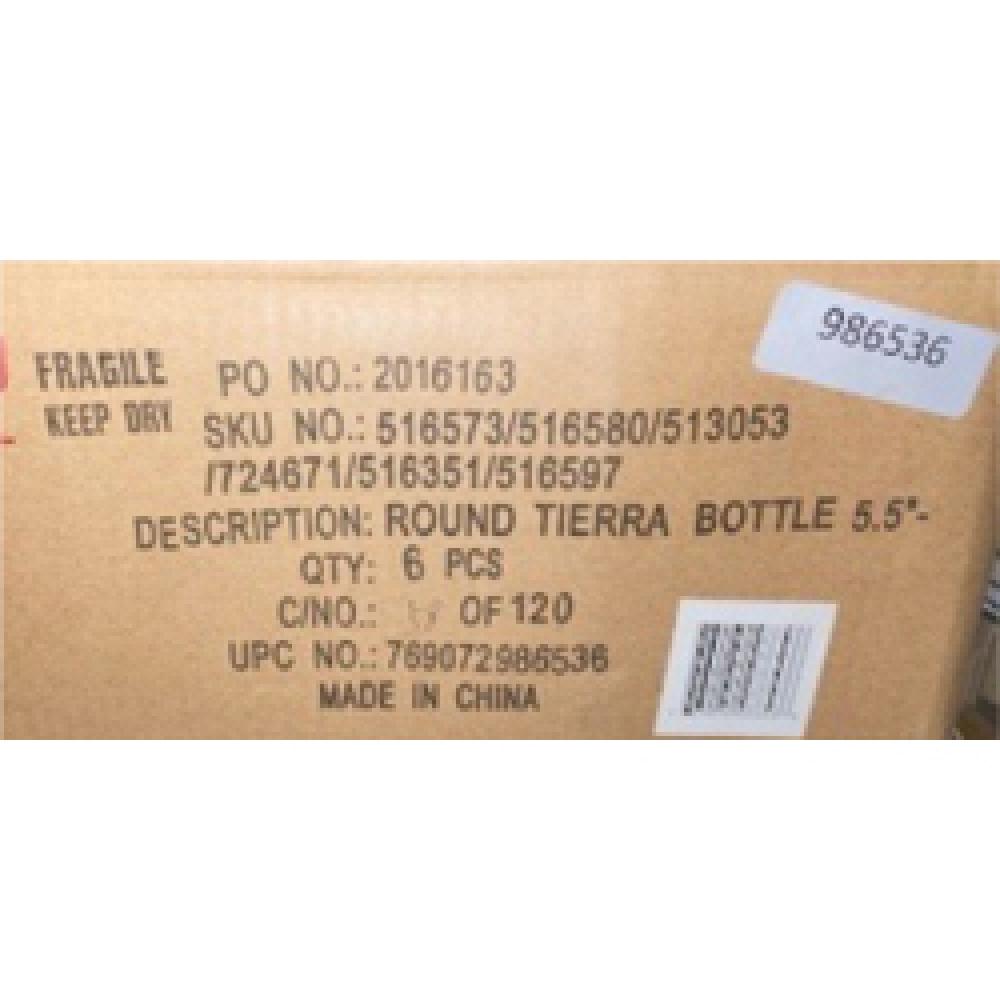 986536
FRAGILE
KEEP DRY
PO NO.: 2016163
SKU NO.: 516573/516580/513053
/724671/516351/516597
DESCRIPTION: ROUND TIERRA BOTTLE 5.5"-
QTY: 6 PCS
C/NO.: OF 120
UPC NO.: 769072986536
MADE IN CHINA